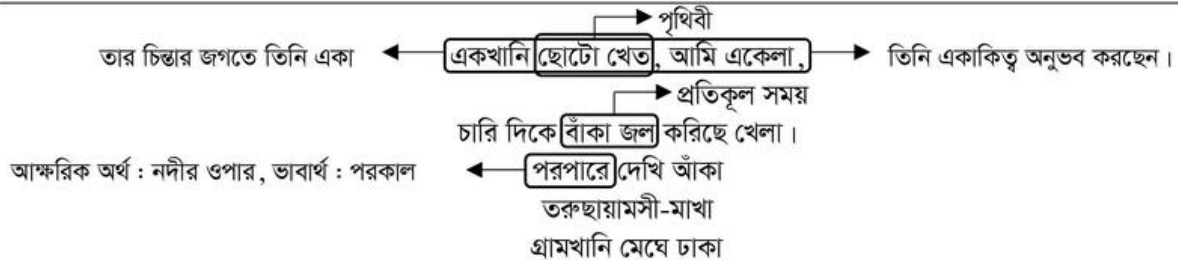 পৃথিবী
তার চিন্তার জগতে তিনি একা একখানি ছোটো খেত, আমি একেলা, তিনি একাকিত্ব অনুভব করছেন।
প্রতিকূল সময়
চারি দিকে বাঁকা জল করিছে খেলা।
আক্ষরিক অর্থ : নদীর ওপার, ভাবার্থ : পরকাল পরপারে দেখি আঁকা
তরুছায়ামসী-মাখা
গ্রামখানি মেঘে ঢাকা